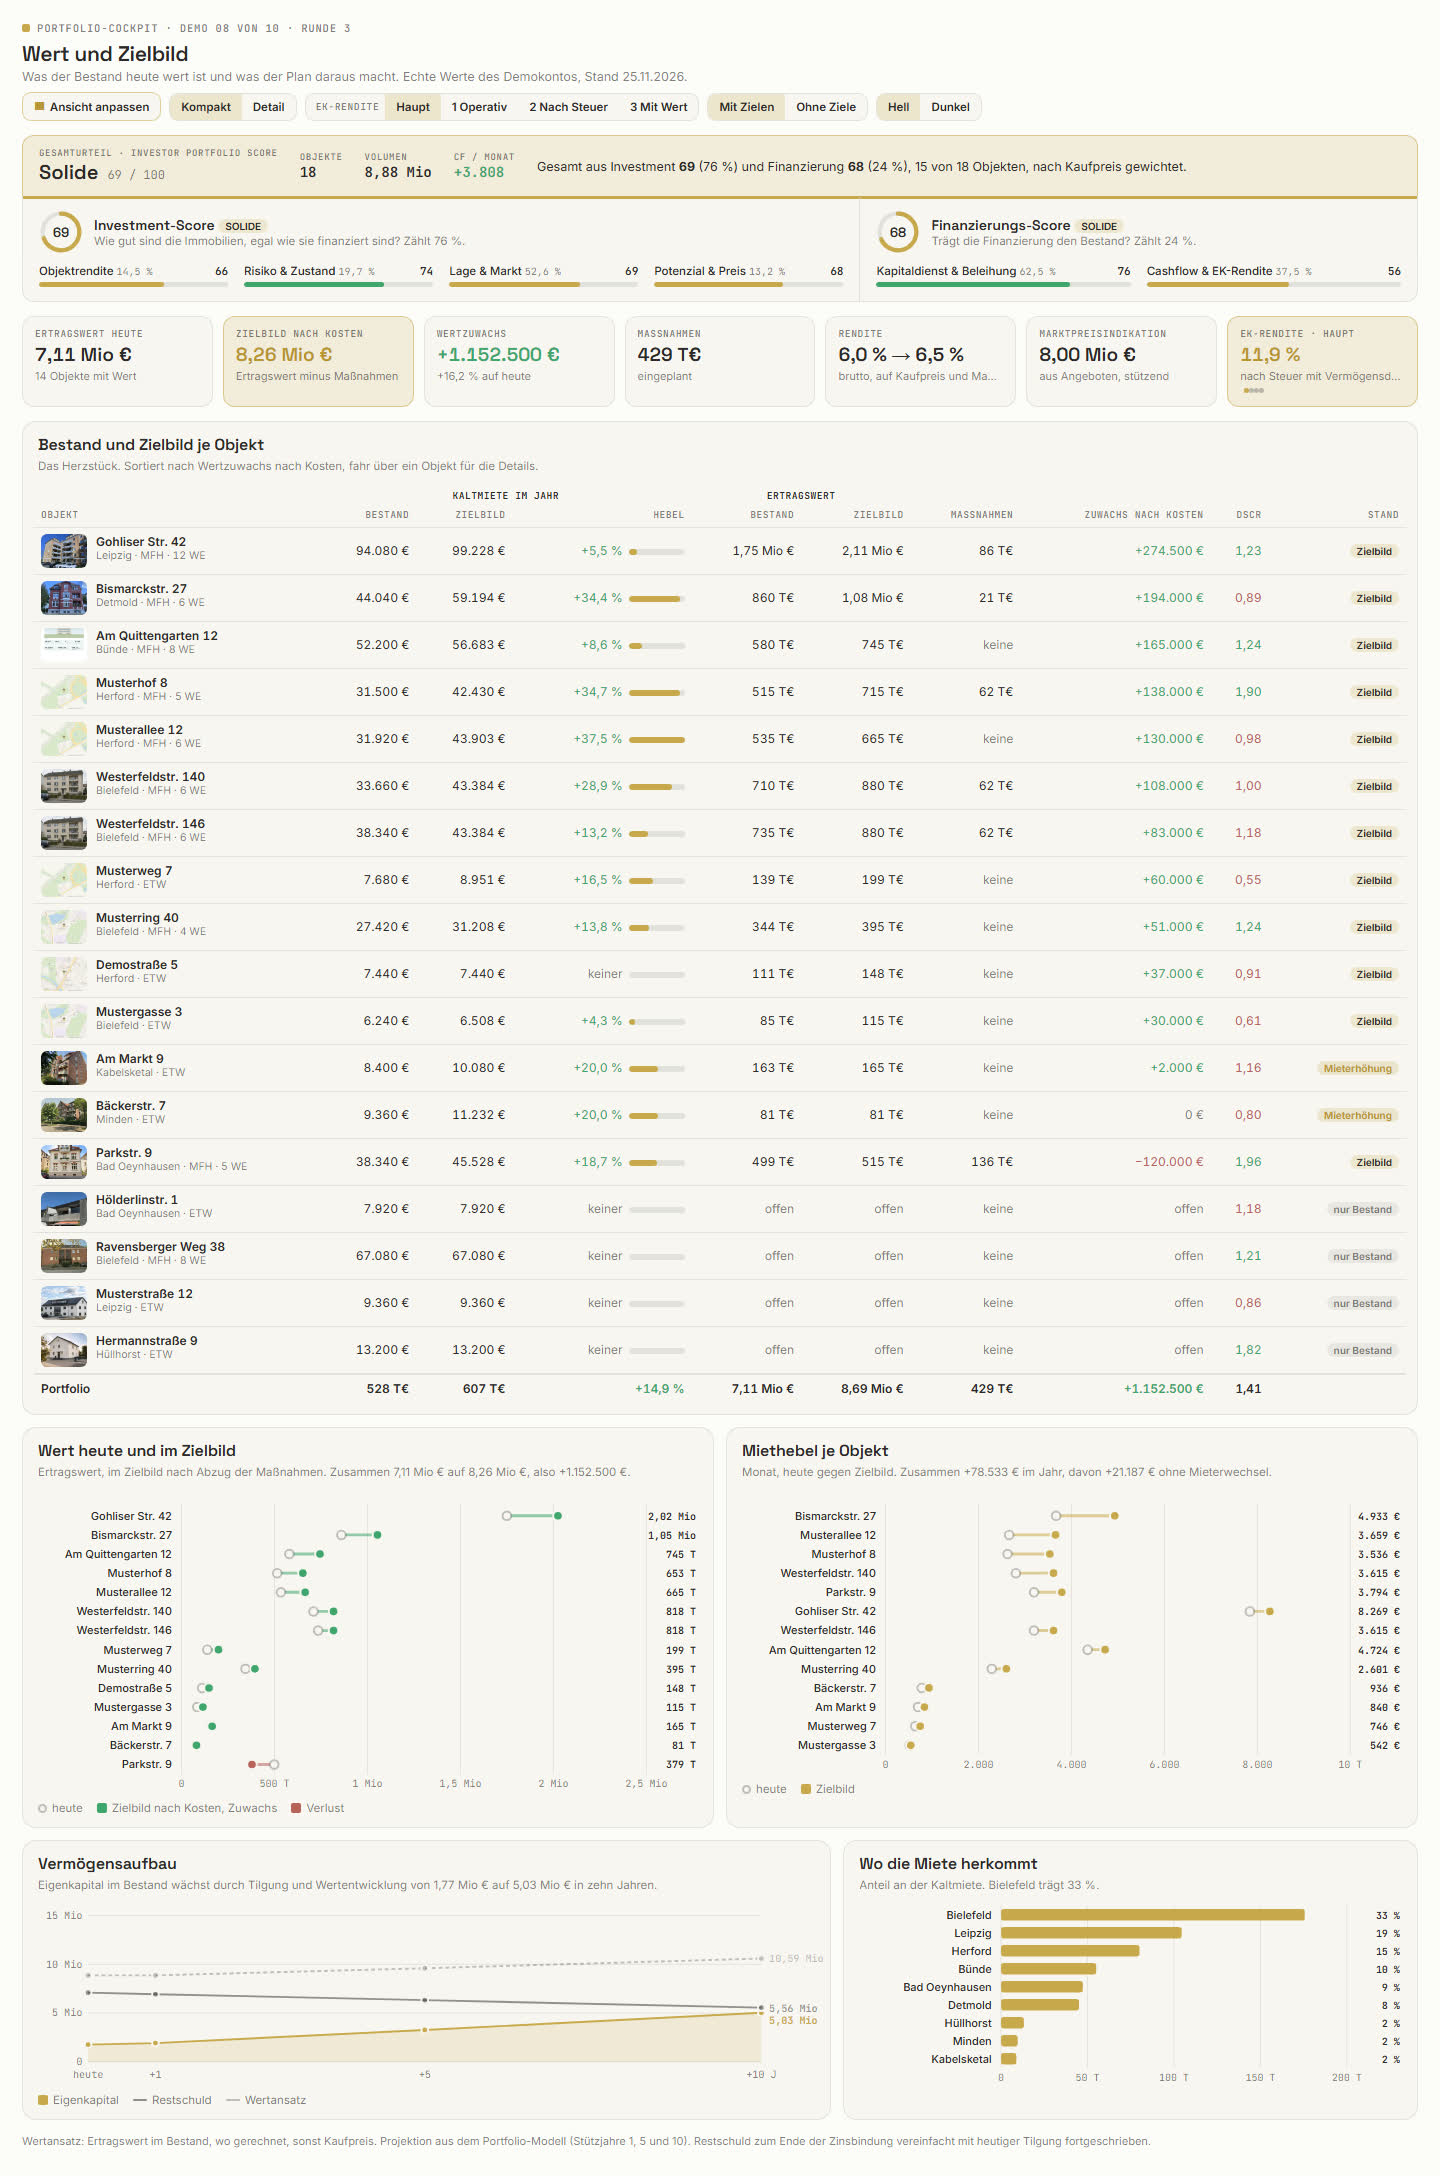 PORTFOLIO-COCKPIT · DEMO 08 VON 10 · RUNDE 3
Wert und Zielbild
Was der Bestand heute wert ist und was der Plan daraus macht. Echte Werte des Demokontos, Stand 25.11.2026.
Ansicht anpassen Kompakt Detail EK-RENDITE Haupt 1 Operativ 2 Nach Steuer 3 Mit Wert Mit Zielen Ohne Ziele Hell Dunkel
GESAMTURTEIL · INVESTOR PORTFOLIO SCORE
Solide 69 / 100
OBJEKTE
18
VOLUMEN
8,88 Mio
CF / MONAT
+3.808
Gesamt aus Investment 69 (76 %) und Finanzierung 68 (24 %), 15 von 18 Objekten, nach Kaufpreis gewichtet.
69
Investment-Score SOLIDE
Wie gut sind die Immobilien, egal wie sie finanziert sind? Zählt 76 %.
Objektrendite 14,5 % 66
Risiko & Zustand 19,7 % 74
Lage & Markt 52,6 % 69
Potenzial & Preis 13,2 % 68
68
Finanzierungs-Score SOLIDE
Trägt die Finanzierung den Bestand? Zählt 24 %.
Kapitaldienst & Beleihung 62,5 % 76
Cashflow & EK-Rendite 37,5 % 56
ERTRAGSWERT HEUTE
7,11 Mio €
14 Objekte mit Wert
ZIELBILD NACH KOSTEN
8,26 Mio €
Ertragswert minus Maßnahmen
WERTZUWACHS
+1.152.500 €
+16,2 % auf heute
MASSNAHMEN
429 T€
eingeplant
RENDITE
6,0 % → 6,5 %
brutto, auf Kaufpreis und Ma...
MARKTPREISINDIKATION
8,00 Mio €
aus Angeboten, stützend
EK-RENDITE · HAUPT
11,9 %
nach Steuer mit Vermögensd...
Bestand und Zielbild je Objekt
Das Herzstück. Sortiert nach Wertzuwachs nach Kosten, fahr über ein Objekt für die Details.
KALTMIETE IM JAHR ERTRAGSWERT
OBJEKT BESTAND ZIELBILD HEBEL BESTAND ZIELBILD MASSNAHMEN ZUWACHS NACH KOSTEN DSCR STAND
Gohliser Str. 42
Leipzig · MFH · 12 WE
94.080 € 99.228 € +5,5 % 1,75 Mio € 2,11 Mio € 86 T€ +274.500 € 1,23 Zielbild
Bismarckstr. 27
Detmold · MFH · 6 WE
44.040 € 59.194 € +34,4 % 860 T€ 1,08 Mio € 21 T€ +194.000 € 0,89 Zielbild
Am Quittengarten 12
Bünde · MFH · 8 WE
52.200 € 56.683 € +8,6 % 580 T€ 745 T€ keine +165.000 € 1,24 Zielbild
Musterhof 8
Herford · MFH · 5 WE
31.500 € 42.430 € +34,7 % 515 T€ 715 T€ 62 T€ +138.000 € 1,90 Zielbild
Musterallee 12
Herford · MFH · 6 WE
31.920 € 43.903 € +37,5 % 535 T€ 665 T€ keine +130.000 € 0,98 Zielbild
Westerfeldstr. 140
Bielefeld · MFH · 6 WE
33.660 € 43.384 € +28,9 % 710 T€ 880 T€ 62 T€ +108.000 € 1,00 Zielbild
Westerfeldstr. 146
Bielefeld · MFH · 6 WE
38.340 € 43.384 € +13,2 % 735 T€ 880 T€ 62 T€ +83.000 € 1,18 Zielbild
Musterweg 7
Herford · ETW
7.680 € 8.951 € +16,5 % 139 T€ 199 T€ keine +60.000 € 0,55 Zielbild
Musterring 40
Bielefeld · MFH · 4 WE
27.420 € 31.208 € +13,8 % 344 T€ 395 T€ keine +51.000 € 1,24 Zielbild
Demostraße 5
Herford · ETW
7.440 € 7.440 € keiner 111 T€ 148 T€ keine +37.000 € 0,91 Zielbild
Mustergasse 3
Bielefeld · ETW
6.240 € 6.508 € +4,3 % 85 T€ 115 T€ keine +30.000 € 0,61 Zielbild
Am Markt 9
Kabelsketal · ETW
8.400 € 10.080 € +20,0 % 163 T€ 165 T€ keine +2.000 € 1,16 Mieterhöhung
Bäckerstr. 7
Minden · ETW
9.360 € 11.232 € +20,0 % 81 T€ 81 T€ keine 0 € 0,80 Mieterhöhung
Parkstr. 9
Bad Oeynhausen · MFH · 5 WE
38.340 € 45.528 € +18,7 % 499 T€ 515 T€ 136 T€ −120.000 € 1,96 Zielbild
Hölderlinstr. 1
Bad Oeynhausen · ETW
7.920 € 7.920 € keiner offen offen keine offen 1,18 nur Bestand
Ravensberger Weg 38
Bielefeld · MFH · 8 WE
67.080 € 67.080 € keiner offen offen keine offen 1,21 nur Bestand
Musterstraße 12
Leipzig · ETW
9.360 € 9.360 € keiner offen offen keine offen 0,86 nur Bestand
Hermannstraße 9
Hüllhorst · ETW
13.200 € 13.200 € keiner offen offen keine offen 1,82 nur Bestand
Portfolio 528 T€ 607 T€ +14,9 % 7,11 Mio € 8,69 Mio € 429 T€ +1.152.500 € 1,41
Wert heute und im Zielbild
Ertragswert, im Zielbild nach Abzug der Maßnahmen. Zusammen 7,11 Mio € auf 8,26 Mio €, also +1.152.500 €.
Gohliser Str. 42 2,02 Mio
Bismarckstr. 27 1,05 Mio
Am Quittengarten 12 745 T
Musterhof 8 653 T
Musterallee 12 665 T
Westerfeldstr. 140 818 T
Westerfeldstr. 146 818 T
Musterweg 7 199 T
Musterring 40 395 T
Demostraße 5 148 T
Mustergasse 3 115 T
Am Markt 9 165 T
Bäckerstr. 7 81 T
Parkstr. 9 379 T
0 500 T 1 Mio 1,5 Mio 2 Mio 2,5 Mio
heute Zielbild nach Kosten, Zuwachs Verlust
Miethebel je Objekt
Monat, heute gegen Zielbild. Zusammen +78.533 € im Jahr, davon +21.187 € ohne Mieterwechsel.
Bismarckstr. 27 4.933 €
Musterallee 12 3.659 €
Musterhof 8 3.536 €
Westerfeldstr. 140 3.615 €
Parkstr. 9 3.794 €
Gohliser Str. 42 8.269 €
Westerfeldstr. 146 3.615 €
Am Quittengarten 12 4.724 €
Musterring 40 2.601 €
Bäckerstr. 7 936 €
Am Markt 9 840 €
Musterweg 7 746 €
Mustergasse 3 542 €
0 2.000 4.000 6.000 8.000 10 T
heute Zielbild
Vermögensaufbau
Eigenkapital im Bestand wächst durch Tilgung und Wertentwicklung von 1,77 Mio € auf 5,03 Mio € in zehn Jahren.
15 Mio
10 Mio
5 Mio
0
10,59 Mio
5,56 Mio
5,03 Mio
heute +1 +5 +10 J
Eigenkapital Restschuld Wertansatz
Wo die Miete herkommt
Anteil an der Kaltmiete. Bielefeld trägt 33 %.
Bielefeld 33 %
Leipzig 19 %
Herford 15 %
Bünde 10 %
Bad Oeynhausen 9 %
Detmold 8 %
Hüllhorst 2 %
Minden 2 %
Kabelsketal 2 %
0 50 T 100 T 150 T 200 T
Wertansatz: Ertragswert im Bestand, wo gerechnet, sonst Kaufpreis. Projektion aus dem Portfolio-Modell (Stützjahre 1, 5 und 10). Restschuld zum Ende der Zinsbindung vereinfacht mit heutiger Tilgung fortgeschrieben.